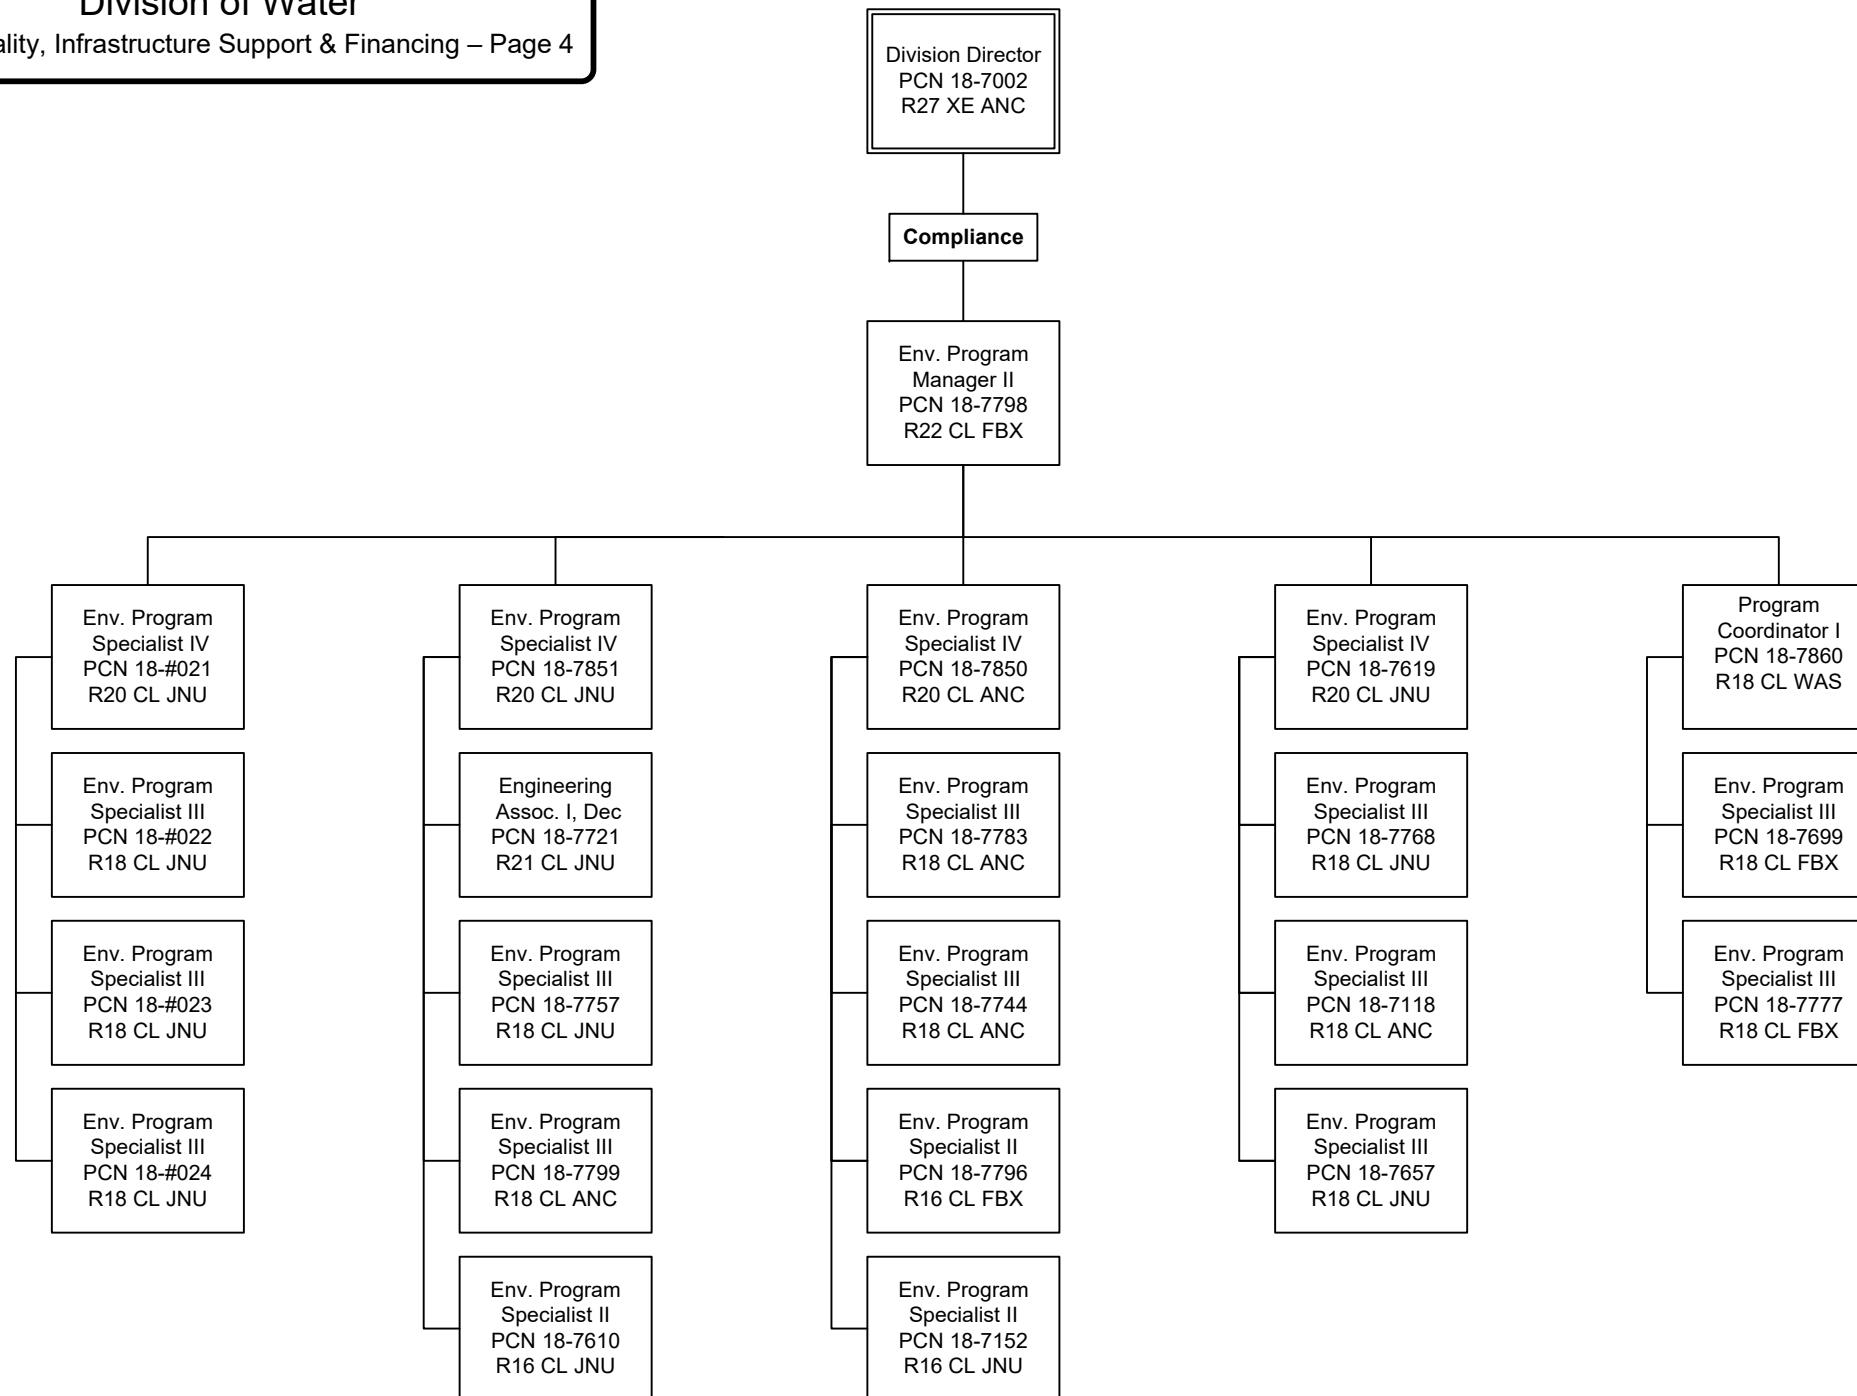 Division of Water
Infrastructure Support & Financing – Page 4
Division Director
PCN 18-7002
R27 XE ANC
Compliance
Env. Program
Manager II
PCN 18-7798
R22 CL FBX
Env. Program
Specialist IV
PCN 18-#021
R20 CL JNU
Env. Program
Specialist III
PCN 18-#022
R18 CL JNU
Env. Program
Specialist III
PCN 18-#023
R18 CL JNU
Env. Program
Specialist III
PCN 18-#024
R18 CL JNU
Env. Program
Specialist IV
PCN 18-7851
R20 CL JNU
Engineering
Assoc. I, Dec
PCN 18-7721
R21 CL JNU
Env. Program
Specialist III
PCN 18-7757
R18 CL JNU
Env. Program
Specialist III
PCN 18-7799
R18 CL ANC
Env. Program
Specialist II
PCN 18-7610
R16 CL JNU
Env. Program
Specialist IV
PCN 18-7850
R20 CL ANC
Env. Program
Specialist III
PCN 18-7783
R18 CL ANC
Env. Program
Specialist III
PCN 18-7744
R18 CL ANC
Env. Program
Specialist II
PCN 18-7796
R16 CL FBX
Env. Program
Specialist II
PCN 18-7152
R16 CL JNU
Env. Program
Specialist IV
PCN 18-7619
R20 CL JNU
Env. Program
Specialist III
PCN 18-7768
R18 CL JNU
Env. Program
Specialist III
PCN 18-7118
R18 CL ANC
Env. Program
Specialist III
PCN 18-7657
R18 CL JNU
Program
Coordinator I
PCN 18-7860
R18 CL WAS
Env. Program
Specialist III
PCN 18-7699
R18 CL FBX
Env. Program
Specialist III
PCN 18-7777
R18 CL FBX